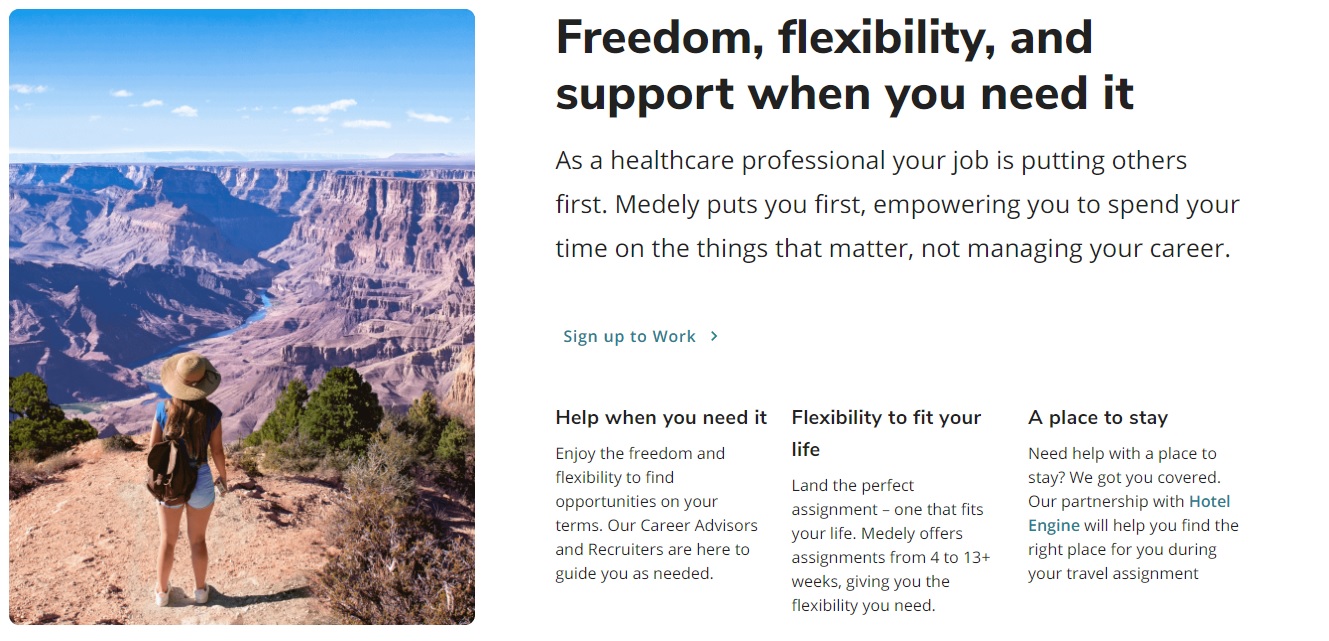 Freedom, flexibility, and
support when you need it
As a healthcare professional your job is putting others
first. Medely puts you first, empowering you to spend your
time on the things that matter, not managing your career.
Sign up to Work
Help when you need it
Enjoy the freedom and
flexibility to find
opportunities on your
terms. Our Career Advisors
and Recruiters are here to
guide you as needed.
Flexibility to fit your
life
Land the perfect
assignment – one that fits
your life. Medely offers
assignments from 4 to 13+
weeks, giving you the
flexibility you need.
A place to stay
Need help with a place to
stay? We got you covered.
Our partnership with Hotel
Engine will help you find the
right place for you during
your travel assignment